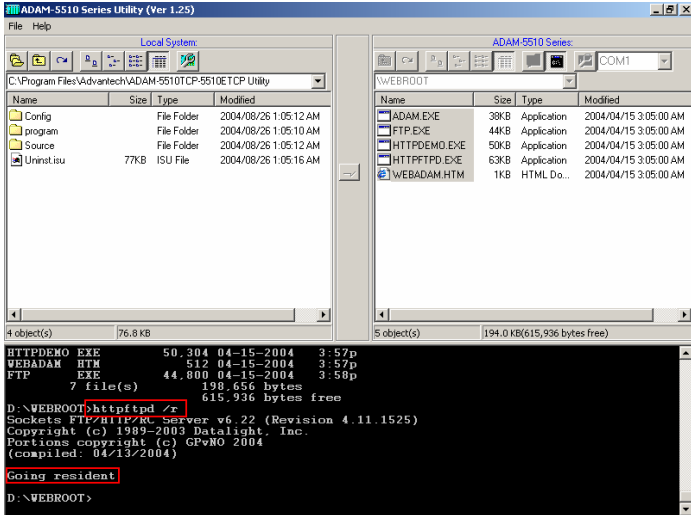 ADAM-5510 Series Utility (Ver 1.25)
File Help
Local System:
ADAM-5510 Series:
COM1
C:\Program Files\Advantech\ADAM-5510TCP-5510ETCP Utility
\WEBROOT
Name Size Type Modified
Config File Folder 2004/08/26 1:05:12 AM
program File Folder 2004/08/26 1:05:10 AM
Source File Folder 2004/08/26 1:05:12 AM
Uninst.isu 77KB ISU File 2004/08/26 1:05:16 AM
Name Size Type Modified
ADAM.EXE 38KB Application 2004/04/15 3:05:00 AM
FTP.EXE 44KB Application 2004/04/15 3:05:00 AM
HTTPDEMO.EXE 50KB Application 2004/04/15 3:05:00 AM
HTTPFTPD.EXE 63KB Application 2004/04/15 3:05:00 AM
WEBADAM.HTM 1KB HTML Do... 2004/04/15 3:05:00 AM
4 object(s) 76.8 KB
5 object(s) 194.0 KB(615,936 bytes free)
HTTPDEMO EXE 50,304 04-15-2004 3:57p
WEBADAM HTM 512 04-15-2004 3:57p
FTP EXE 44,800 04-15-2004 3:58p
7 file(s) 198,656 bytes
615,936 bytes free
D:\WEBROOT>httpftpd /r
Sockets FTP/HTTP/RC Server v6.22 (Revision 4.11.1525)
Copyright (c) 1989-2003 Datalight, Inc.
Portions copyright (c) GPvNO 2004
(compiled: 04/13/2004)
Going resident
D:\WEBROOT>